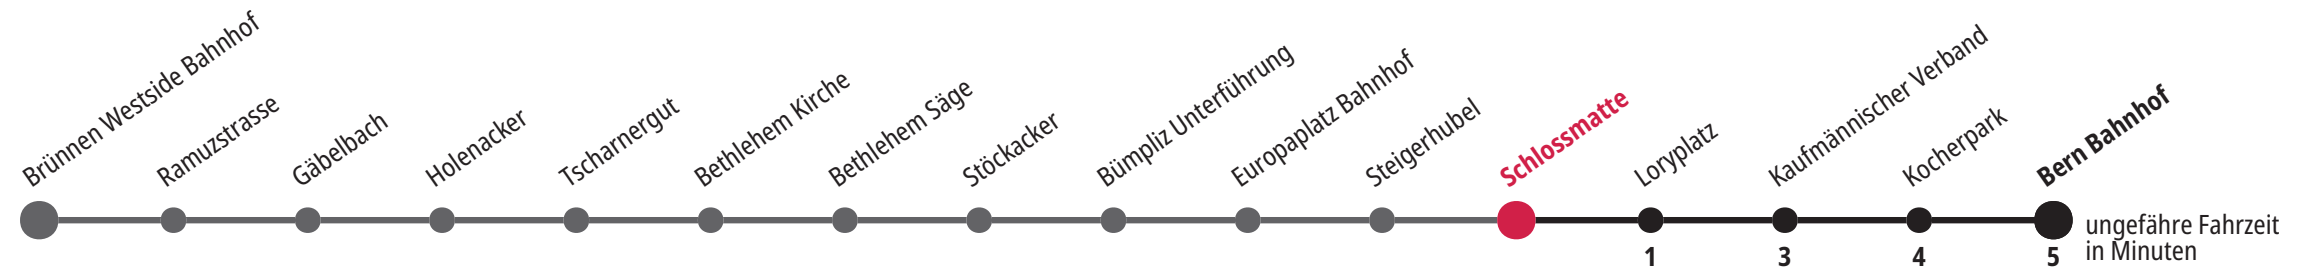 Brünnen Westside Bahnhof
Ramuzstrasse
Gäbelbach
Holenacker
Tscharnergut
Bethlehem Kirche
Bethlehem Säge
Stöckacker
Bümpliz Unterführung
Europaplatz Bahnhof
Steigerhubel
Schlossmatte
Loryplatz
Kaufmännischer Verband
Kocherpark
Bern Bahnhof
1
3
4
5
ungefähre Fahrzeit
in Minuten